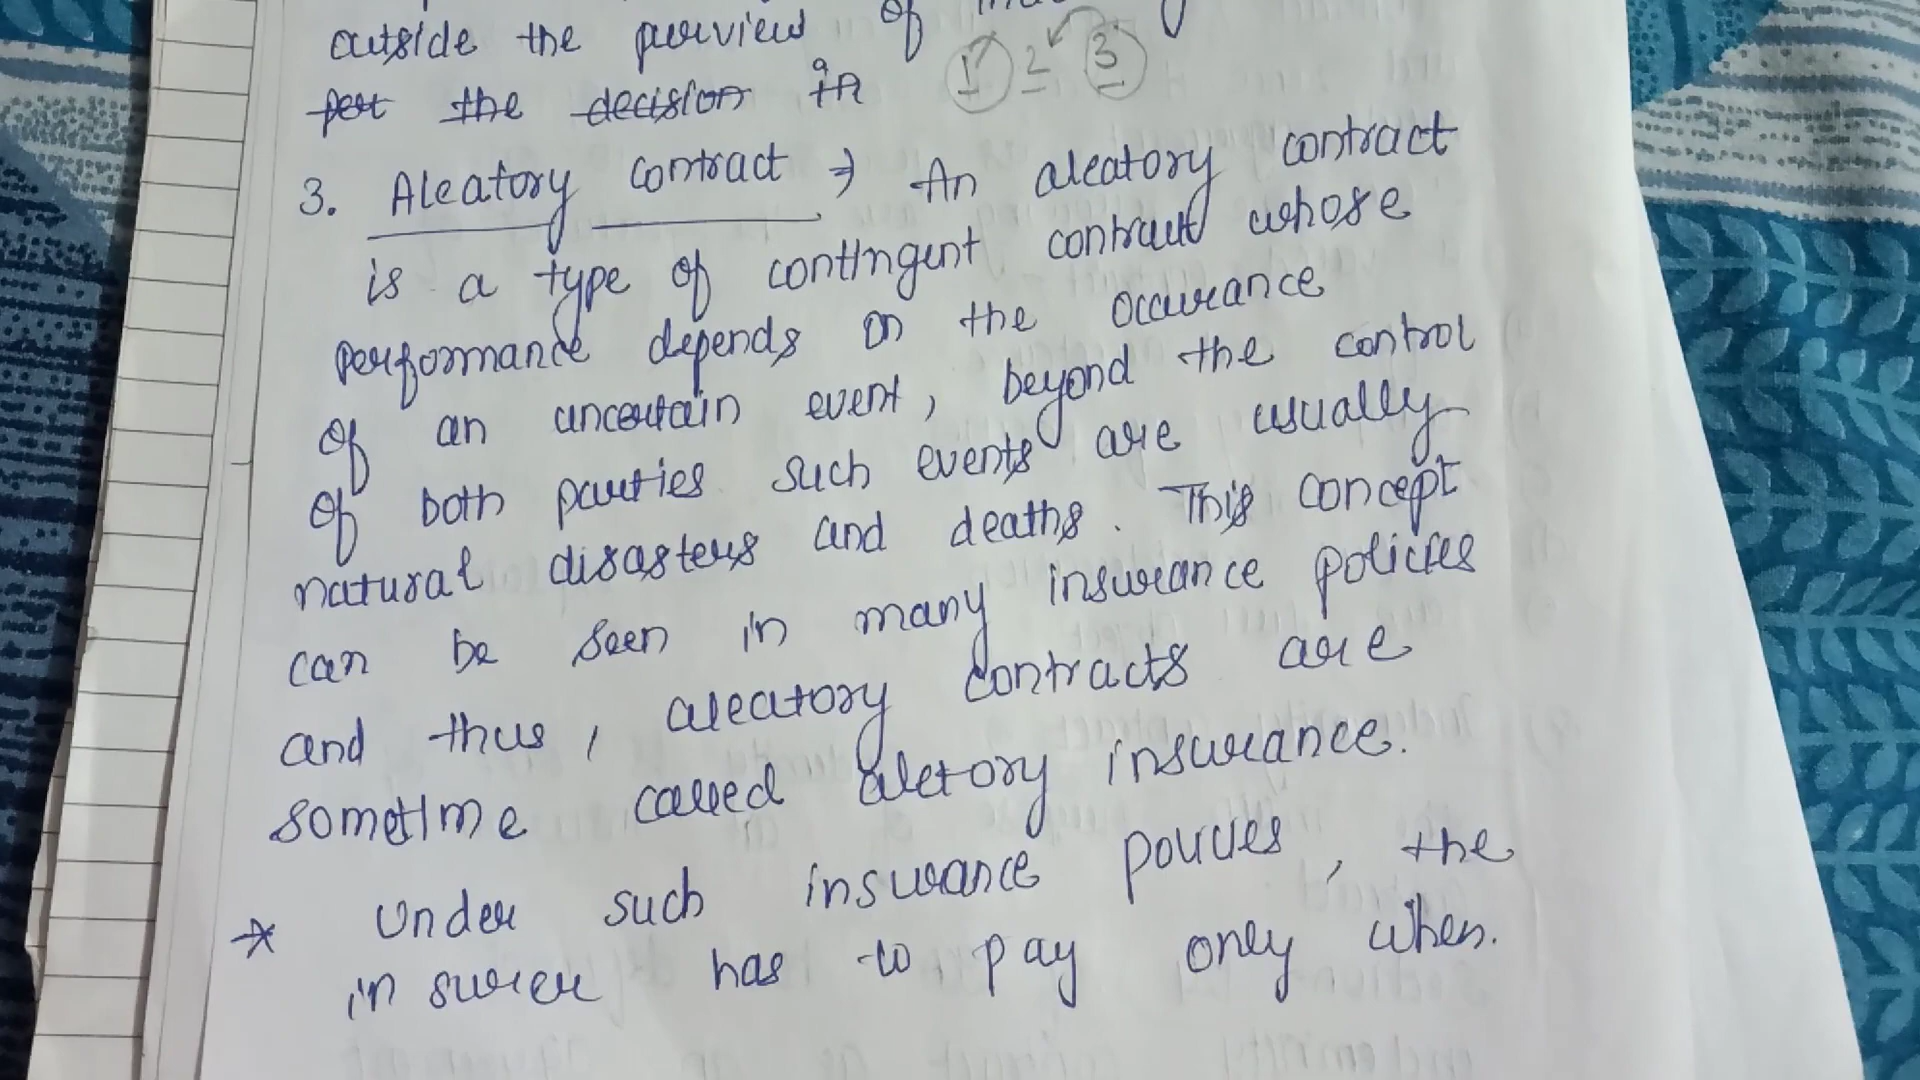 outside the purview of
per the decision in
1 2 3
3. Aleatory contract → An aleatory contract
is a type of contingent contract whose
performance depends on the occurance
of an uncertain event, beyond the control
of both parties such events are usually
natural disasters and deaths. This concept
can be seen in many insurance policies
and thus, aleatory contracts are
sometime called aletory insurance.
* Under such insurance policies, the
insurer has to pay only when.